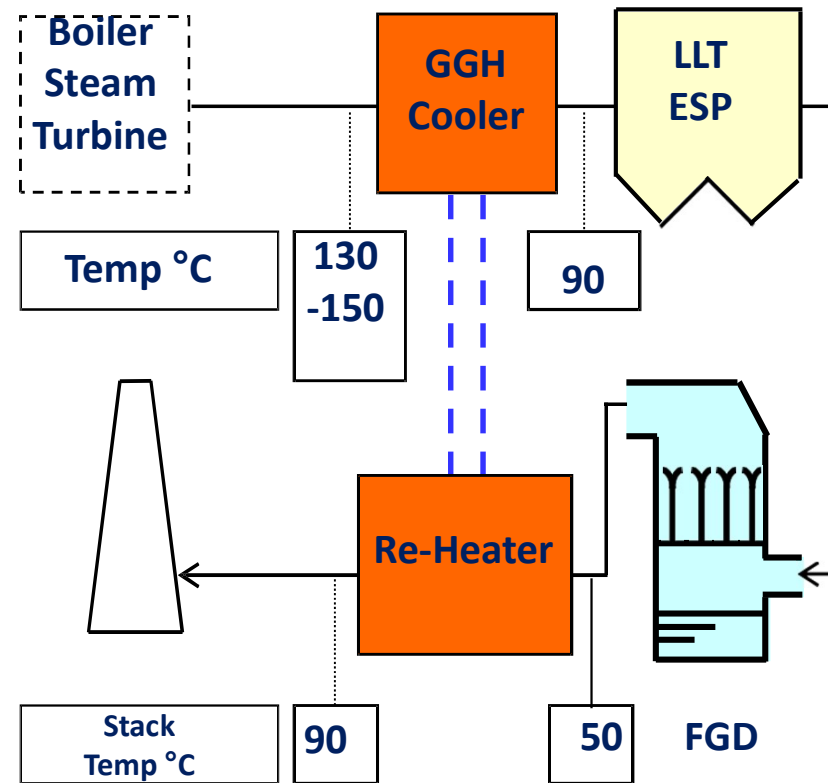 Boiler
Steam
Turbine
GGH
Cooler
LLT
ESP
Temp °C
130
-150
90
Re-Heater
Stack
Temp °C
90
50
FGD